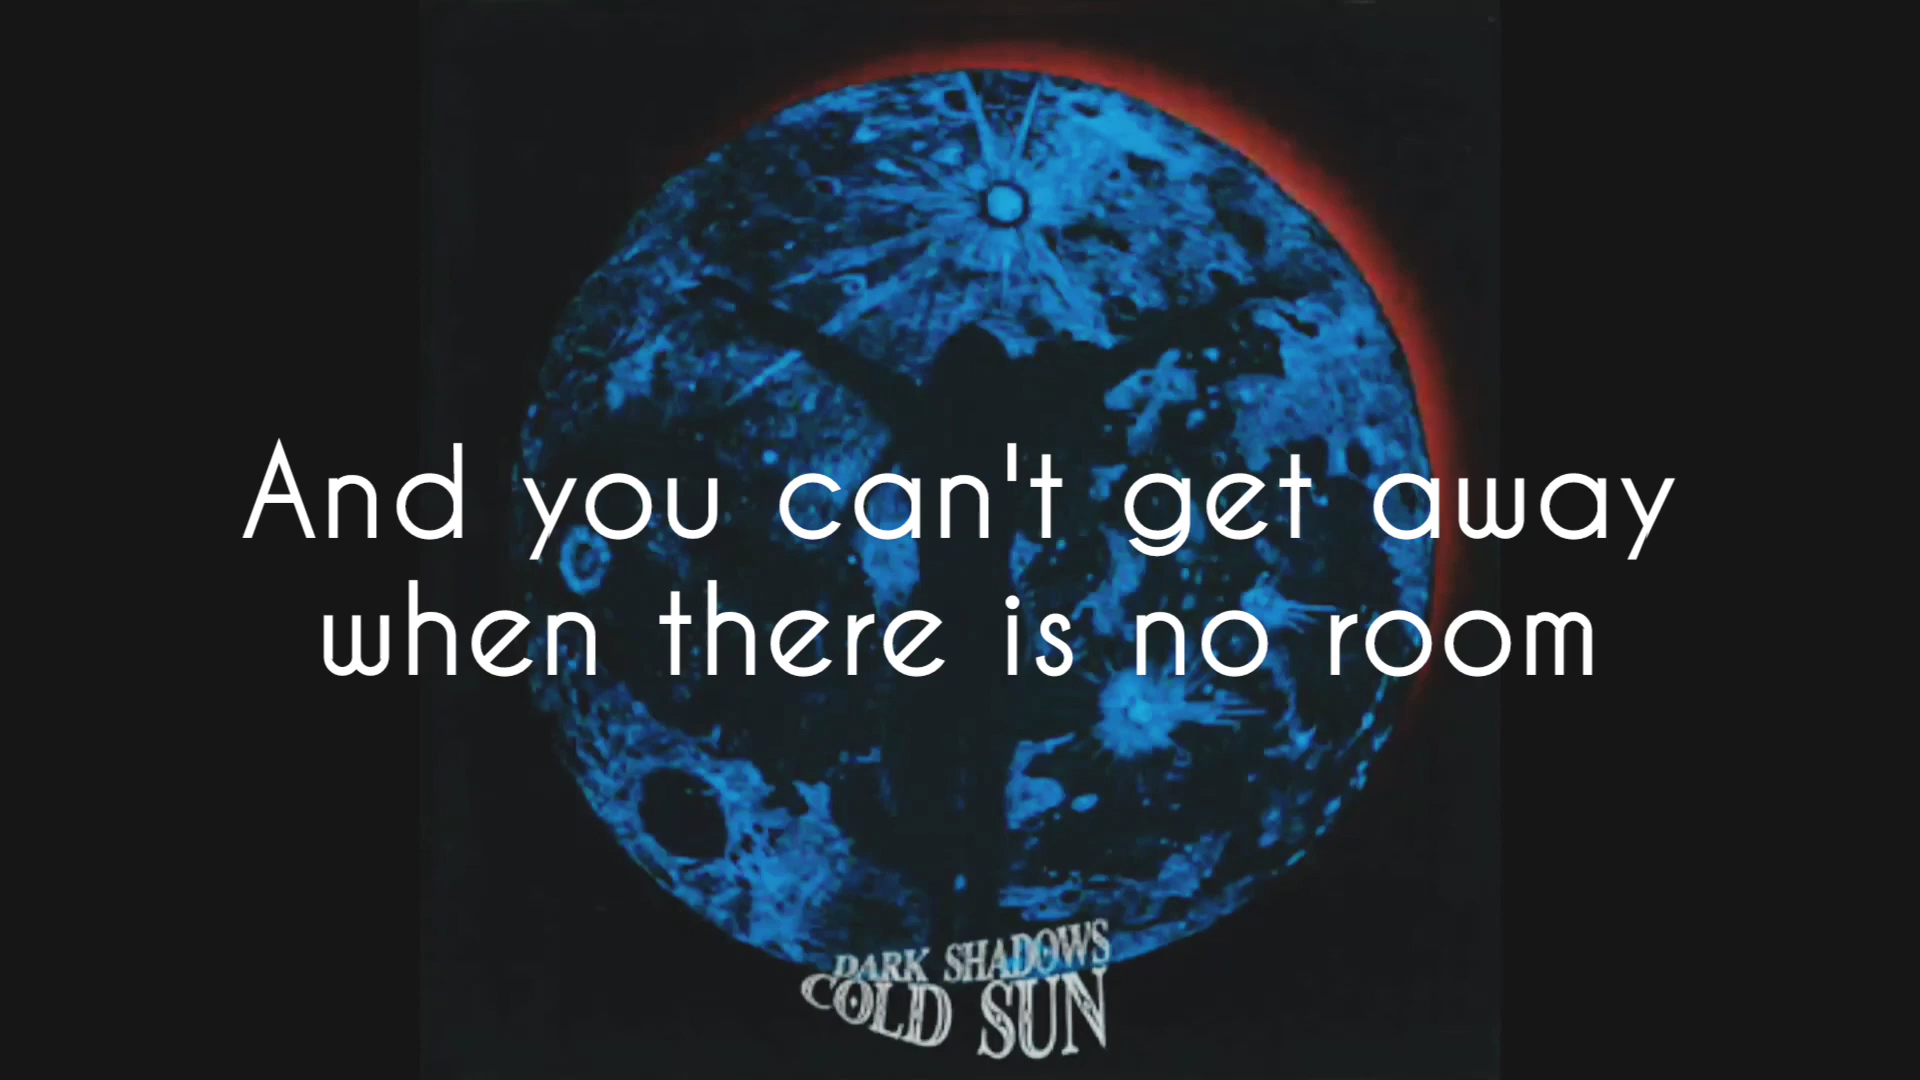 And you can't get away
when there is no room
DARK SHADOWS
COLD SUN